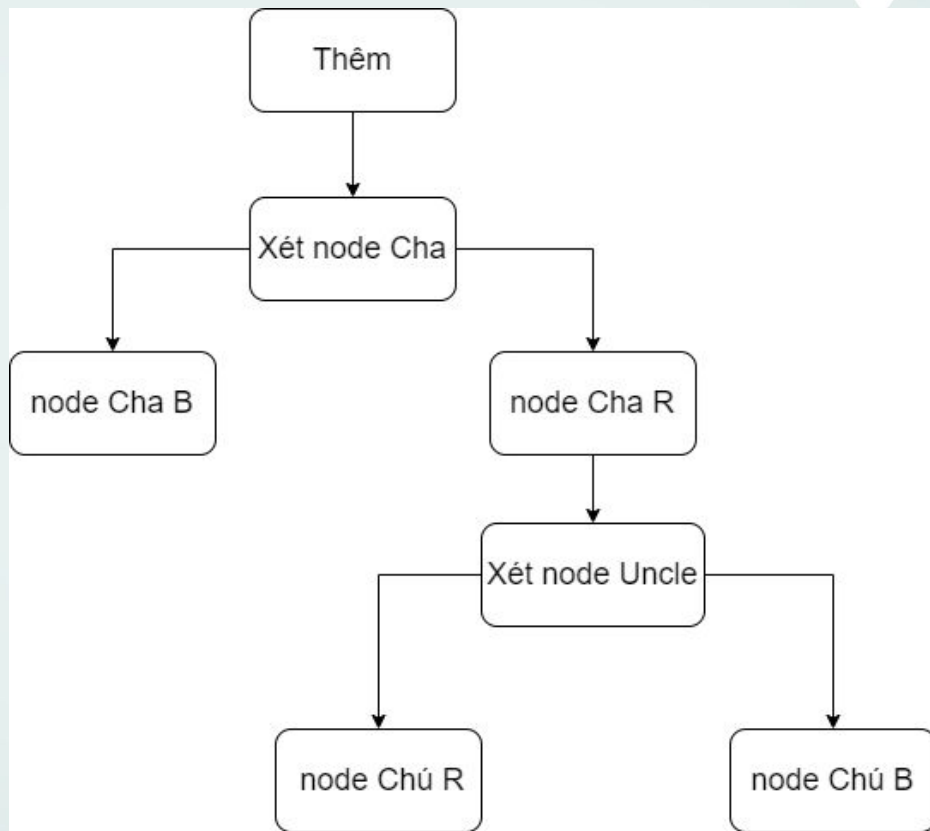 Thêm
Xét node Cha
node Cha B
node Cha R
Xét node Uncle
node Chú R
node Chú B